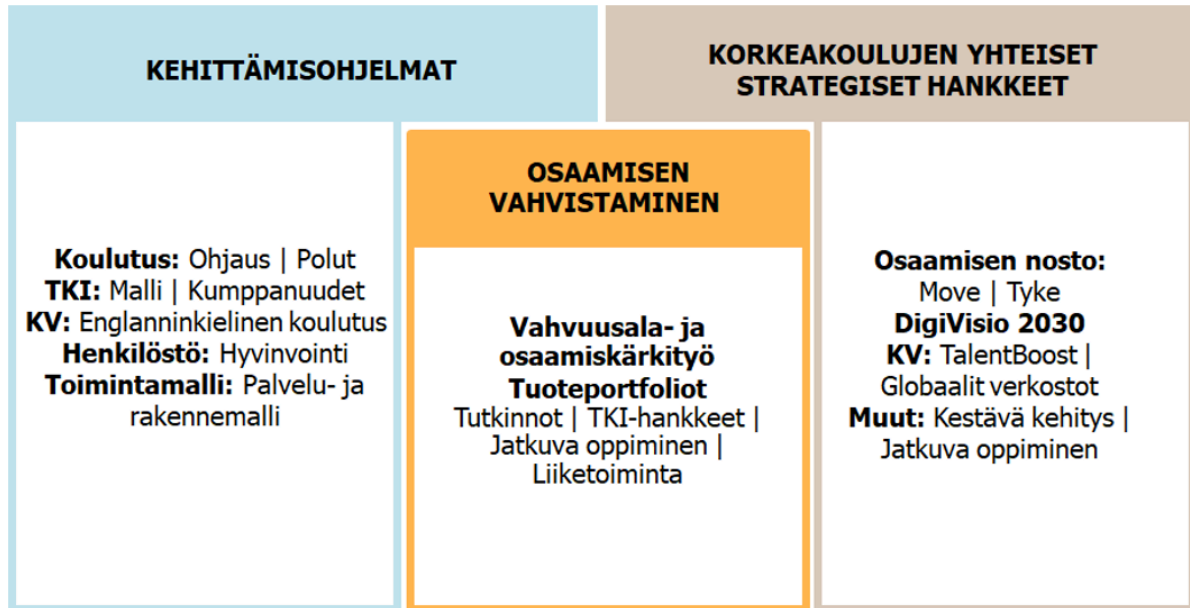 KEHITTÄMISOHJELMAT
KORKEAKOULUJEN YHTEISET
STRATEGISET HANKKEET
Koulutus: Ohjaus | Polut
TKI: Malli | Kumppanuudet
KV: Englanninkielinen koulutus
Henkilöstö: Hyvinvointi
Toimintamalli: Palvelu- ja
rakennemalli
OSAAMISEN
VAHVISTAMINEN
Vahvuusala- ja
osaamiskärkityö
Tuoteportfoliot
Tutkinnot | TKI-hankkeet |
Jatkuva oppiminen |
Liiketoiminta
Osaamisen nosto:
Move | Tyke
DigiVisio 2030
KV: TalentBoost |
Globaalit verkostot
Muut: Kestävä kehitys |
Jatkuva oppiminen